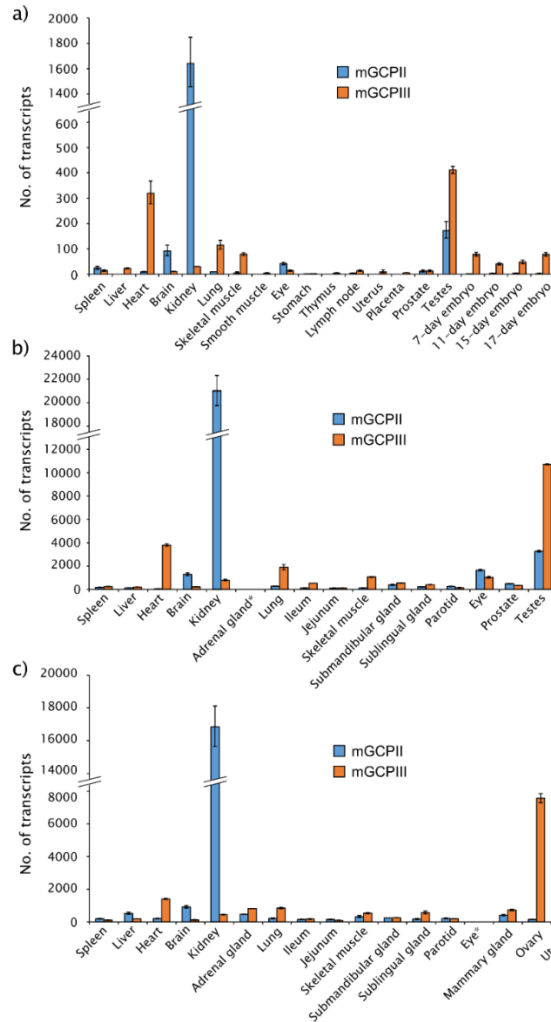 a)
No. of transcripts
2000
1800
1600
1400
600
500
400
300
200
100
0
mGCPII
mGCPIII
Spleen
Liver
Heart
Brain
Kidney
Lung
Skeletal muscle
Smooth muscle
Eye
Stomach
Thymus
Lymph node
Uterus
Placenta
Prostate
Testes
7-day embryo
11-day embryo
15-day embryo
17-day embryo
b)
No. of transcripts
24000
22000
20000
18000
12000
10000
8000
6000
4000
2000
0
mGCPII
mGCPIII
Spleen
Liver
Heart
Brain
Kidney
Adrenal gland*
Lung
Ileum
Jejunum
Skeletal muscle
Submandibular gland
Sublingual gland
Parotid
Eye
Prostate
Testes
c)
No. of transcripts
20000
18000
16000
14000
8000
6000
4000
2000
0
mGCPII
mGCPIII
Spleen
Liver
Heart
Brain
Kidney
Adrenal gland
Lung
Ileum
Jejunum
Skeletal muscle
Submandibular gland
Sublingual gland
Parotid
Eye*
Mammary gland
Ovary